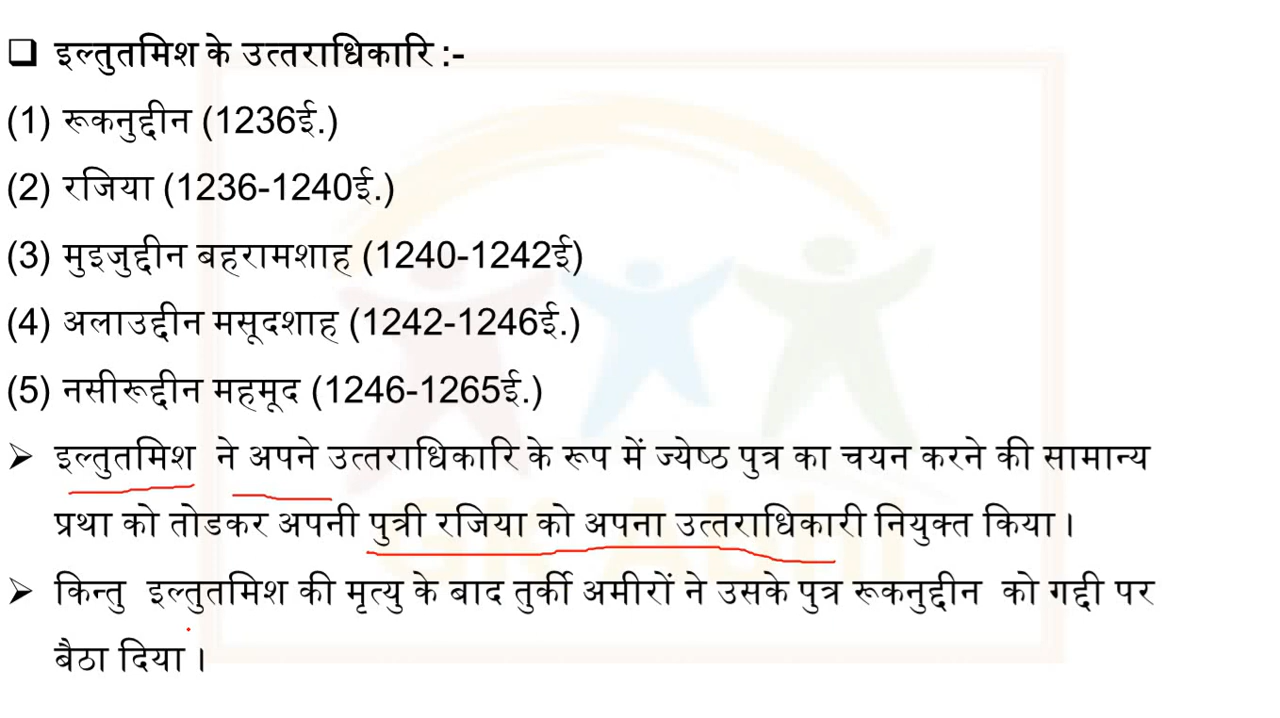 ❑ इल्तुतमिश के उत्तराधिकारि :-
(1) रूकनुद्दीन (1236ई.)
(2) रजिया (1236-1240ई.)
(3) मुइजुद्दीन बहरामशाह (1240-1242ई)
(4) अलाउद्दीन मसूदशाह (1242-1246ई.)
(5) नसीरूद्दीन महमूद (1246-1265ई.)
➢ इल्तुतमिश ने अपने उत्तराधिकारि के रूप में ज्येष्ठ पुत्र का चयन करने की सामान्य
प्रथा को तोडकर अपनी पुत्री रजिया को अपना उत्तराधिकारी नियुक्त किया।
➢ किन्तु इल्तुतमिश की मृत्यु के बाद तुर्की अमीरों ने उसके पुत्र रूकनुद्दीन को गद्दी पर
बैठा दिया।